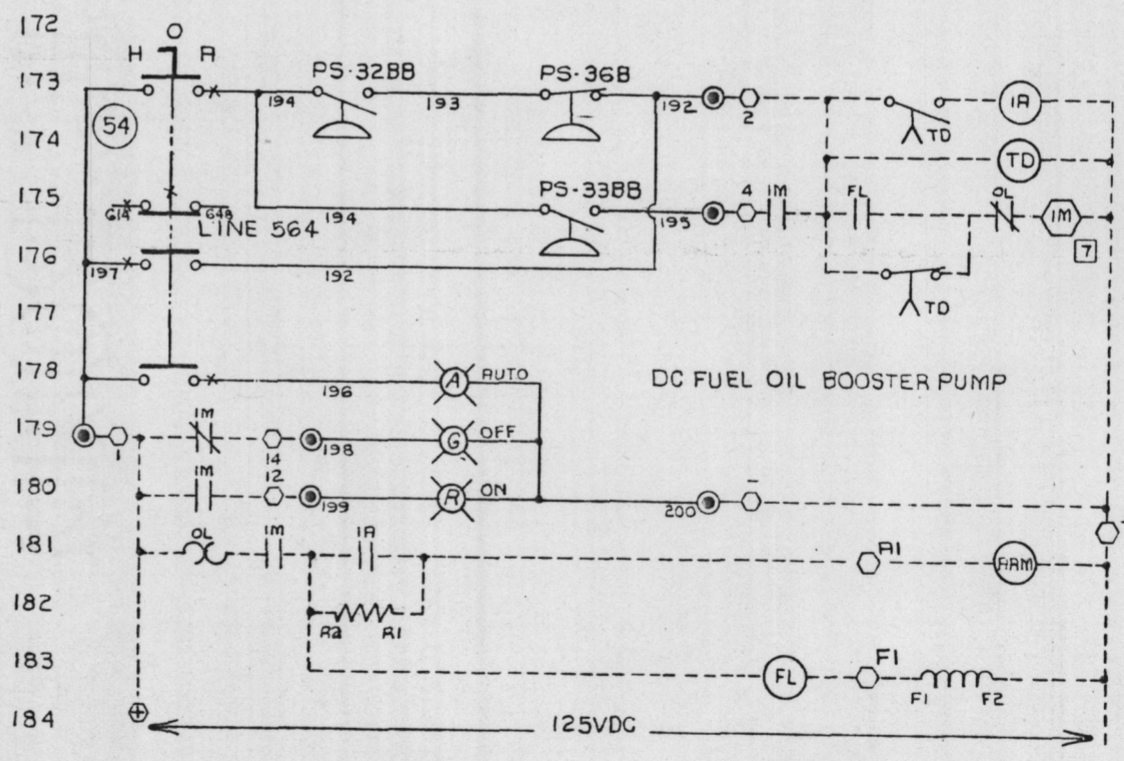 172
O
H A
173
PS-32BB
PS-36B
194
193
192
2
1A
54
174
TD
TD
175
PS-33BB
4
1M
FL
OL
614
64B
194
195
1M
LINE 564
176
7
197
192
TD
177
178
A
AUTO
DC FUEL OIL BOOSTER PUMP
196
179
1M
G
OFF
1
14
198
180
1M
12
R
ON
-
199
200
181
OL
1M
1A
A1
ARM
-
182
R2
R1
183
FL
F1
F1
F2
184
+
125VDC